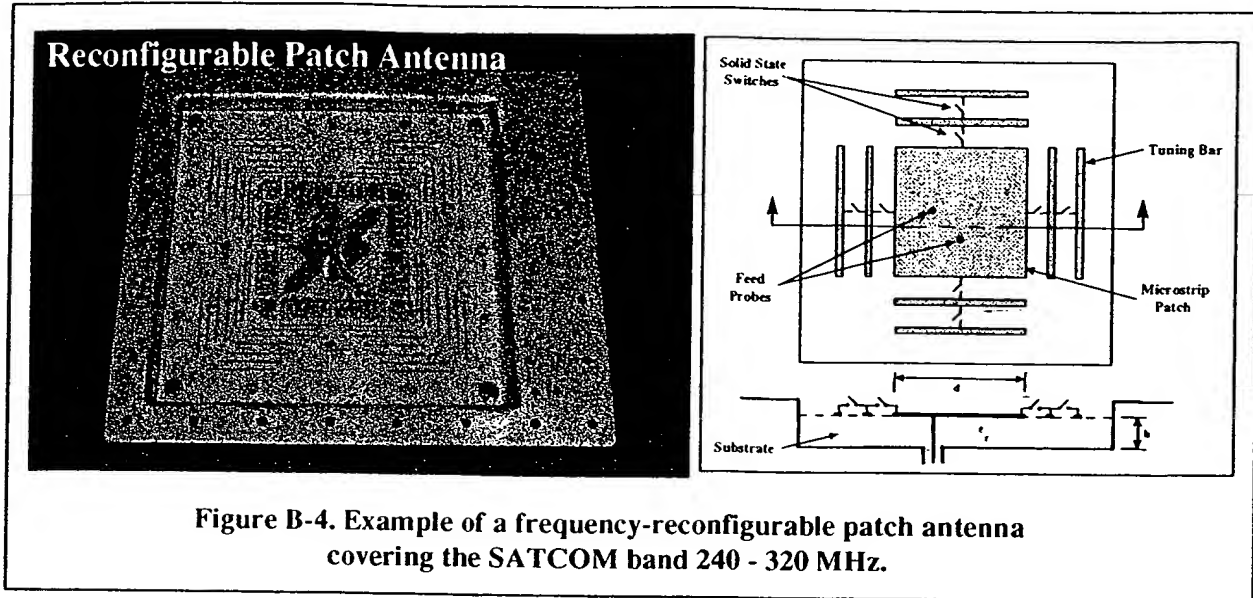 Reconfigurable Patch Antenna
Solid State
Switches
Tuning Bar
Feed
Probes
Microstrip
Patch
d
Substrate
ε
r
h
Figure B-4. Example of a frequency-reconfigurable patch antenna
covering the SATCOM band 240 - 320 MHz.